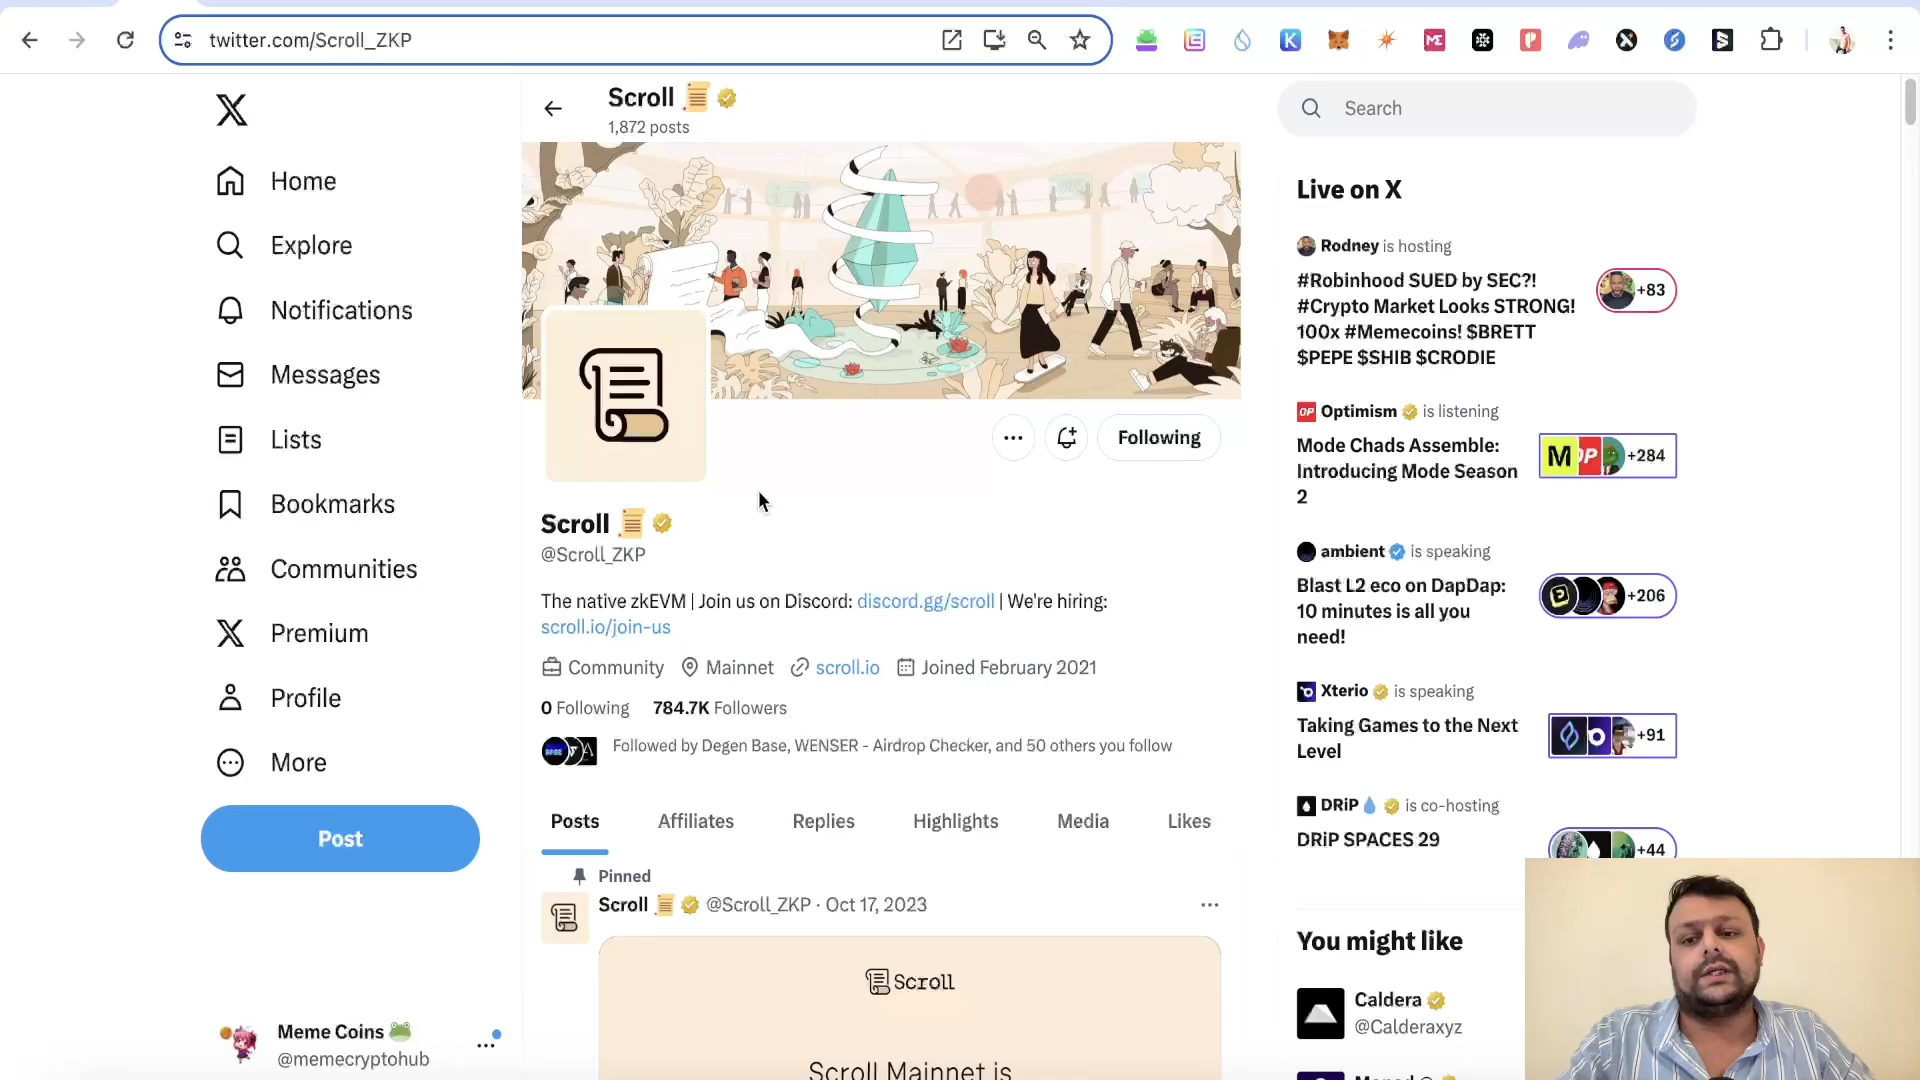 twitter.com/Scroll_ZKP
Scroll
1,872 posts
Search
Home
Explore
Notifications
Messages
Lists
Bookmarks
Communities
Premium
Profile
More
Post
Meme Coins
@memecryptohub
Following
Scroll
@Scroll_ZKP
The native zkEVM | Join us on Discord: discord.gg/scroll | We're hiring:
scroll.io/join-us
Community Mainnet scroll.io Joined February 2021
0 Following 784.7K Followers
Followed by Degen Base, WENSER - Airdrop Checker, and 50 others you follow
Posts Affiliates Replies Highlights Media Likes
Pinned
Scroll @Scroll_ZKP · Oct 17, 2023
Scroll
Scroll Mainnet is
Live on X
Rodney is hosting
#Robinhood SUED by SEC?!
#Crypto Market Looks STRONG!
100x #Memecoins! $BRETT
$PEPE $SHIB $CRODIE
+83
OP Optimism is listening
Mode Chads Assemble:
Introducing Mode Season
2
+284
ambient is speaking
Blast L2 eco on DapDap:
10 minutes is all you
need!
+206
Xterio is speaking
Taking Games to the Next
Level
+91
DRiP is co-hosting
DRiP SPACES 29
+44
You might like
Caldera
@Calderaxyz